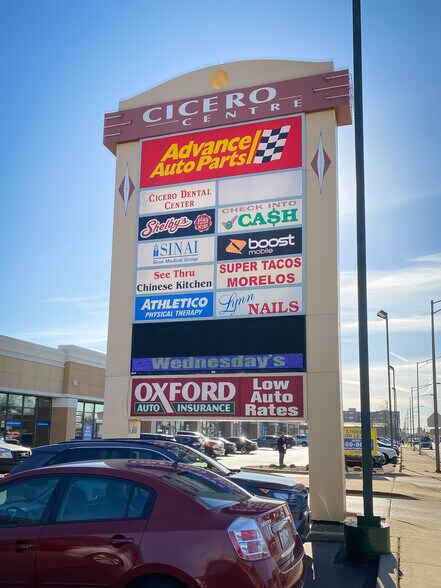 CICERO
CENTRE
Advance
Auto Parts
CICERO DENTAL
CENTER
CHECK INTO
CASH
Shelby's
SINAI
Sinai Medical Group
boost
mobile
See Thru
Chinese Kitchen
SUPER TACOS
MORELOS
ATHLETICO
PHYSICAL THERAPY
Lynn
NAILS
Wednesday's
OXFORD
AUTO INSURANCE
Low
Auto
Rates